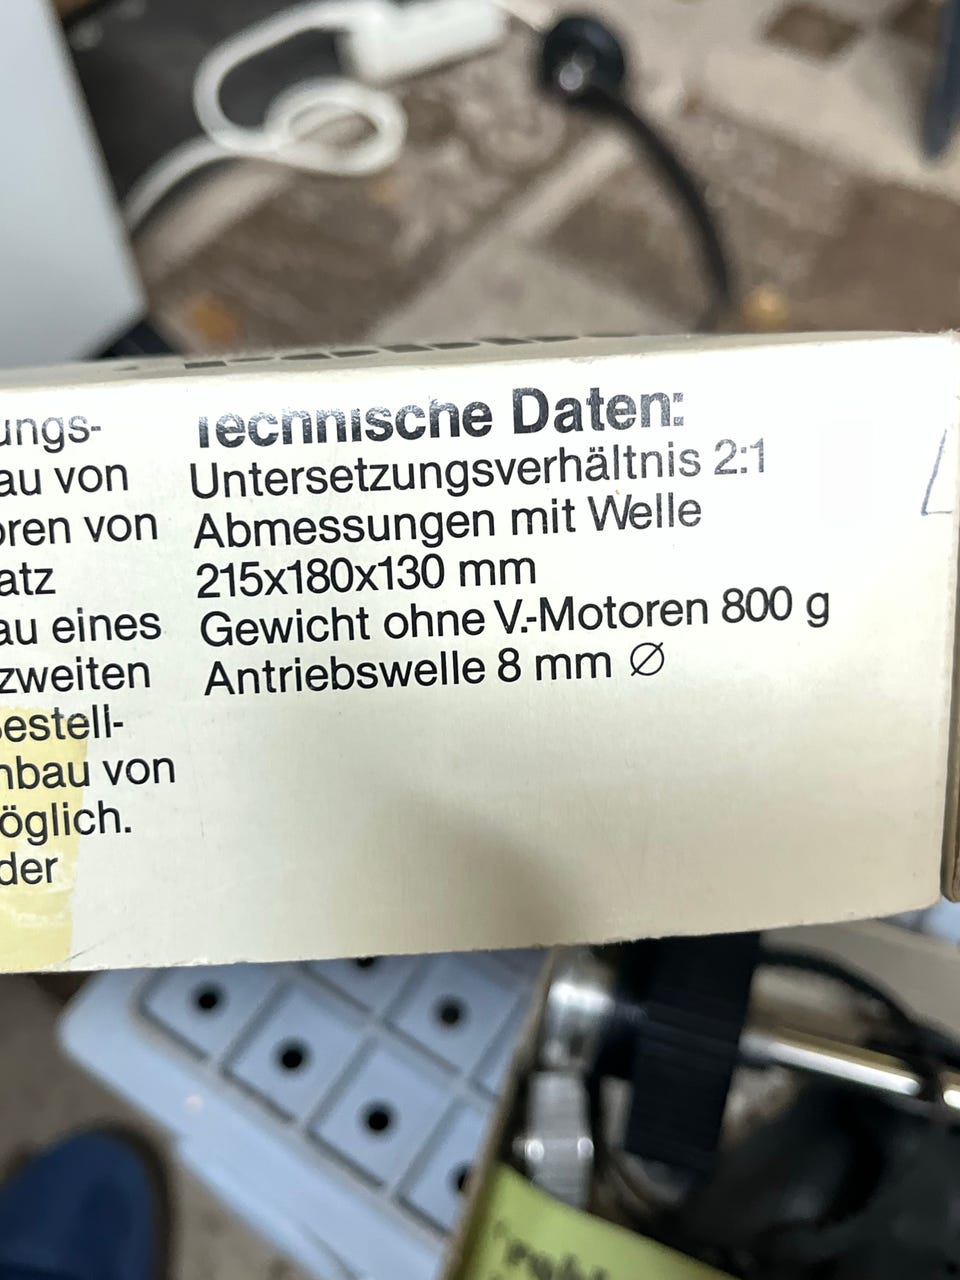 Technische Daten:
Untersetzungsverhältnis 2:1
Abmessungen mit Welle
215x180x130 mm
Gewicht ohne V.-Motoren 800 g
Antriebswelle 8 mm Ø
ungs-
au von
oren von
atz
au eines
zweiten
Bestell-
nbau von
öglich.
der